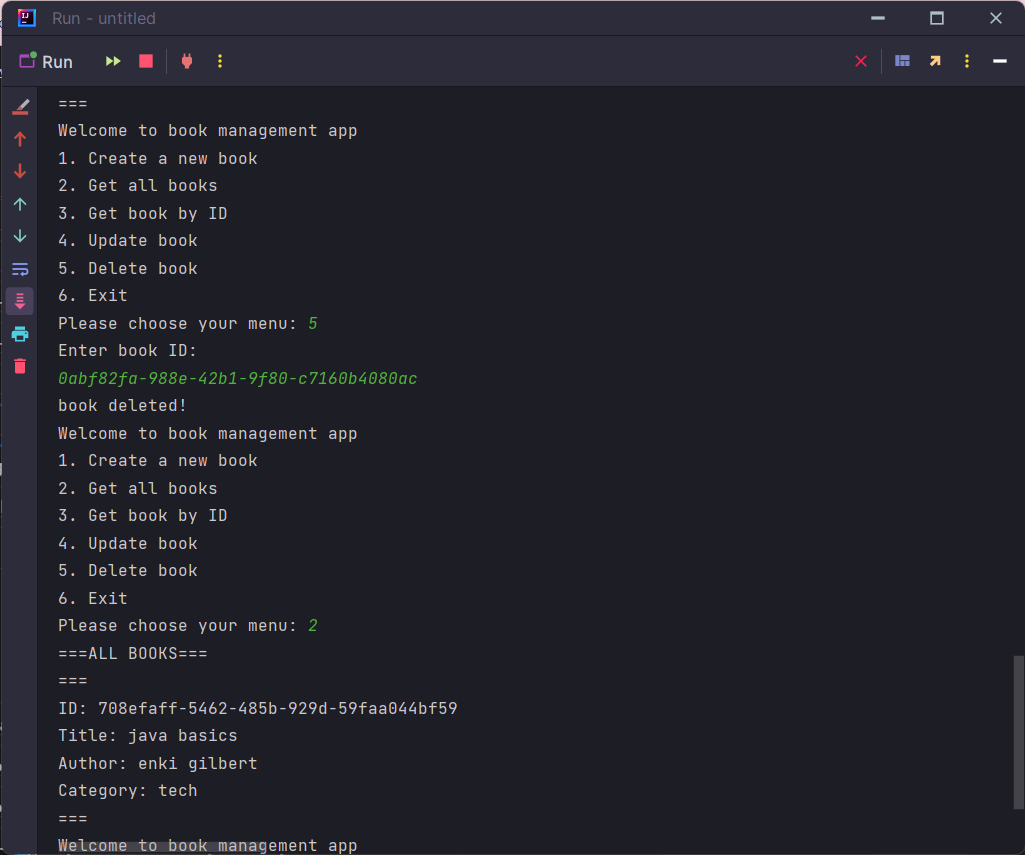 Run - untitled
Run
===
Welcome to book management app
1. Create a new book
2. Get all books
3. Get book by ID
4. Update book
5. Delete book
6. Exit
Please choose your menu: 5
Enter book ID:
0abf82fa-988e-42b1-9f80-c7160b4080ac
book deleted!
Welcome to book management app
1. Create a new book
2. Get all books
3. Get book by ID
4. Update book
5. Delete book
6. Exit
Please choose your menu: 2
===ALL BOOKS===
===
ID: 708efaff-5462-485b-929d-59faa044bf59
Title: java basics
Author: enki gilbert
Category: tech
===
Welcome to book management app